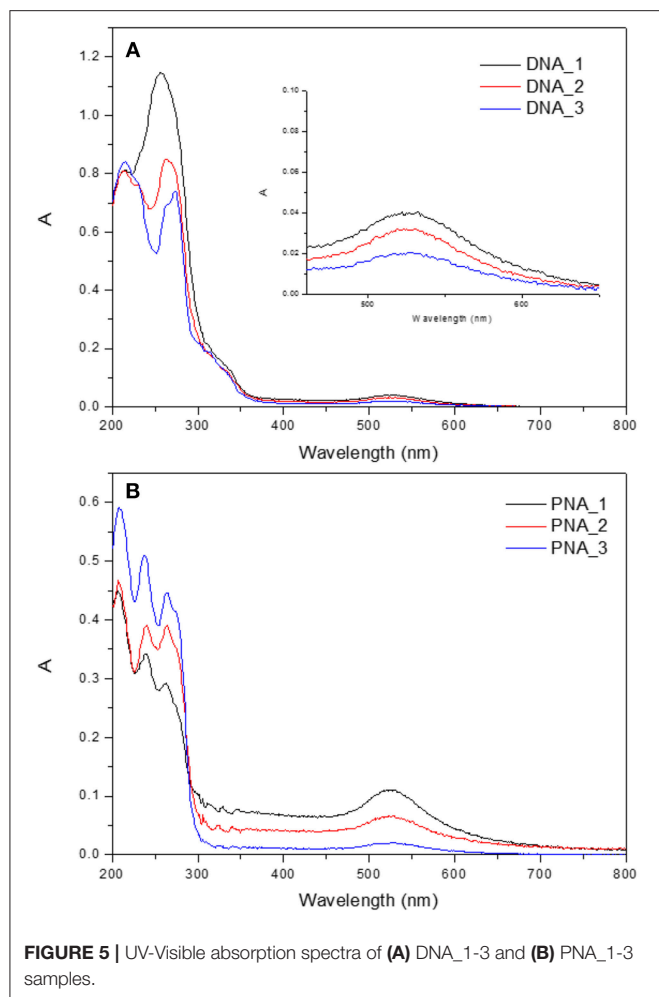 A
DNA_1
DNA_2
DNA_3
1.2
1.0
0.8
0.6
0.4
0.2
0.0
A
0.10
0.08
0.06
0.04
0.02
0.00
A
500
600
Wavelength (nm)
200
300
400
500
600
700
800
Wavelength (nm)
B
PNA_1
PNA_2
PNA_3
0.6
0.5
0.4
0.3
0.2
0.1
0.0
A
200
300
400
500
600
700
800
Wavelength (nm)
FIGURE 5 | UV-Visible absorption spectra of (A) DNA_1-3 and (B) PNA_1-3
samples.